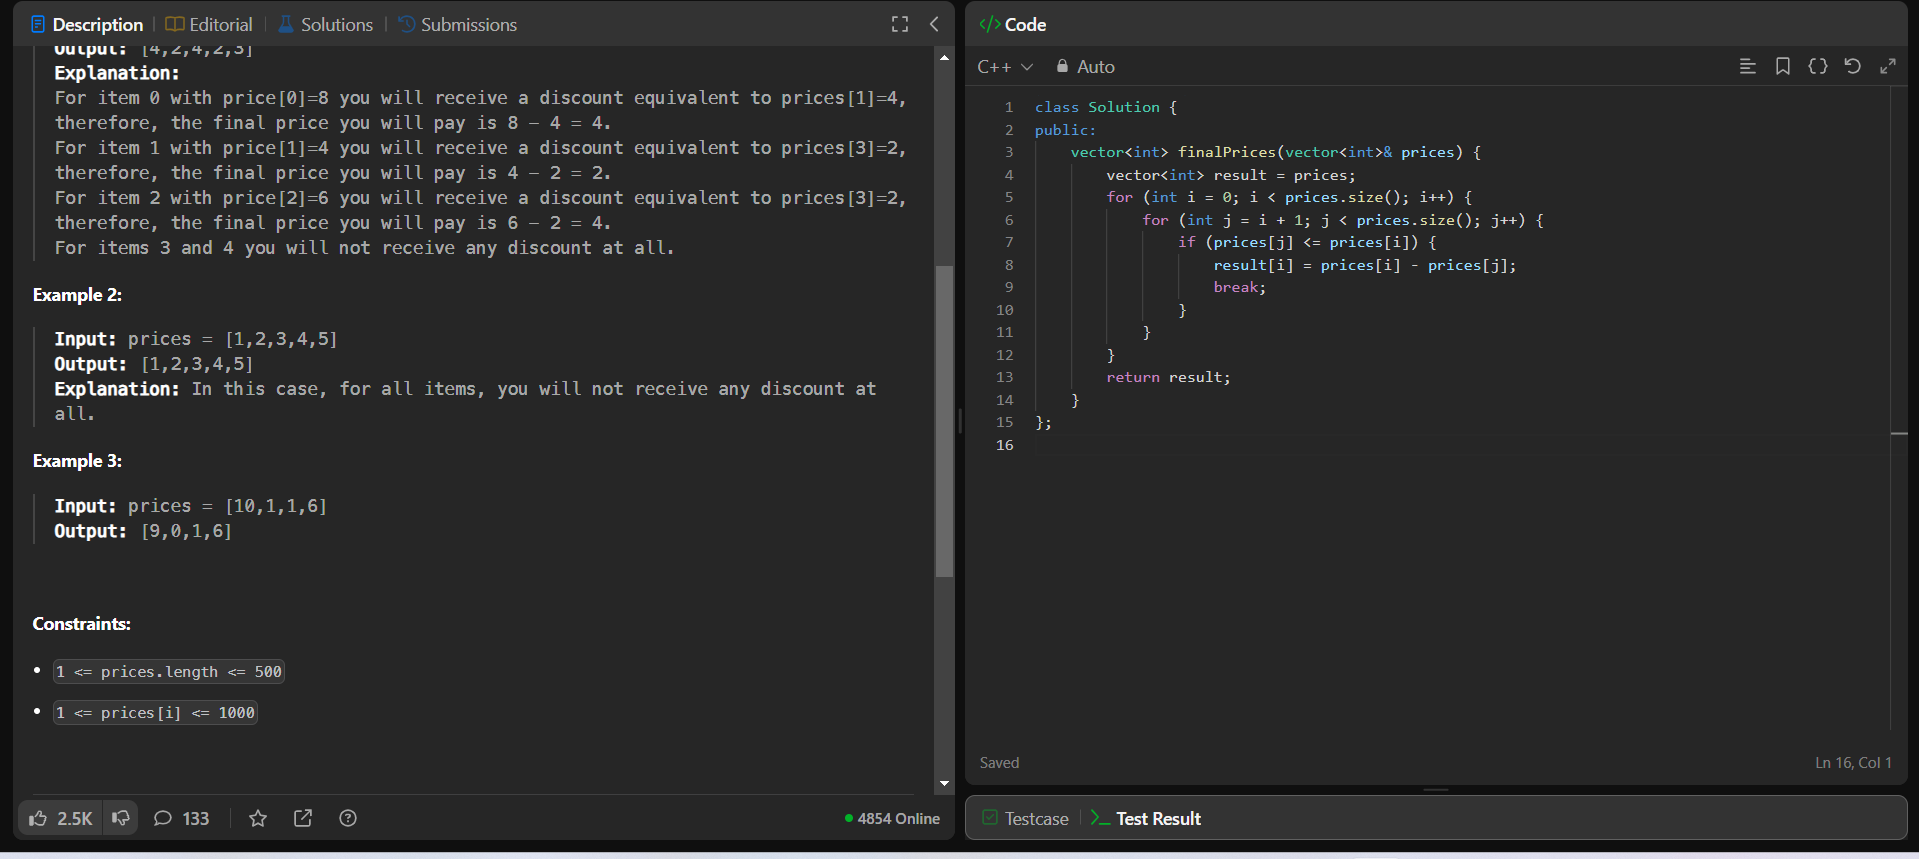 Description
Editorial
Solutions
Submissions
Output: [4,2,4,2,3]
Explanation:
For item 0 with price[0]=8 you will receive a discount equivalent to prices[1]=4,
therefore, the final price you will pay is 8 - 4 = 4.
For item 1 with price[1]=4 you will receive a discount equivalent to prices[3]=2,
therefore, the final price you will pay is 4 - 2 = 2.
For item 2 with price[2]=6 you will receive a discount equivalent to prices[3]=2,
therefore, the final price you will pay is 6 - 2 = 4.
For items 3 and 4 you will not receive any discount at all.
Example 2:
Input: prices = [1,2,3,4,5]
Output: [1,2,3,4,5]
Explanation: In this case, for all items, you will not receive any discount at
all.
Example 3:
Input: prices = [10,1,1,6]
Output: [9,0,1,6]
Constraints:
• 1 <= prices.length <= 500
• 1 <= prices[i] <= 1000
2.5K
133
4854 Online
</> Code
C++
Auto
1 class Solution {
2 public:
3     vector<int> finalPrices(vector<int>& prices) {
4         vector<int> result = prices;
5         for (int i = 0; i < prices.size(); i++) {
6             for (int j = i + 1; j < prices.size(); j++) {
7                 if (prices[j] <= prices[i]) {
8                     result[i] = prices[i] - prices[j];
9                     break;
10                 }
11             }
12         }
13         return result;
14     }
15 };
16
Saved
Ln 16, Col 1
Testcase
Test Result